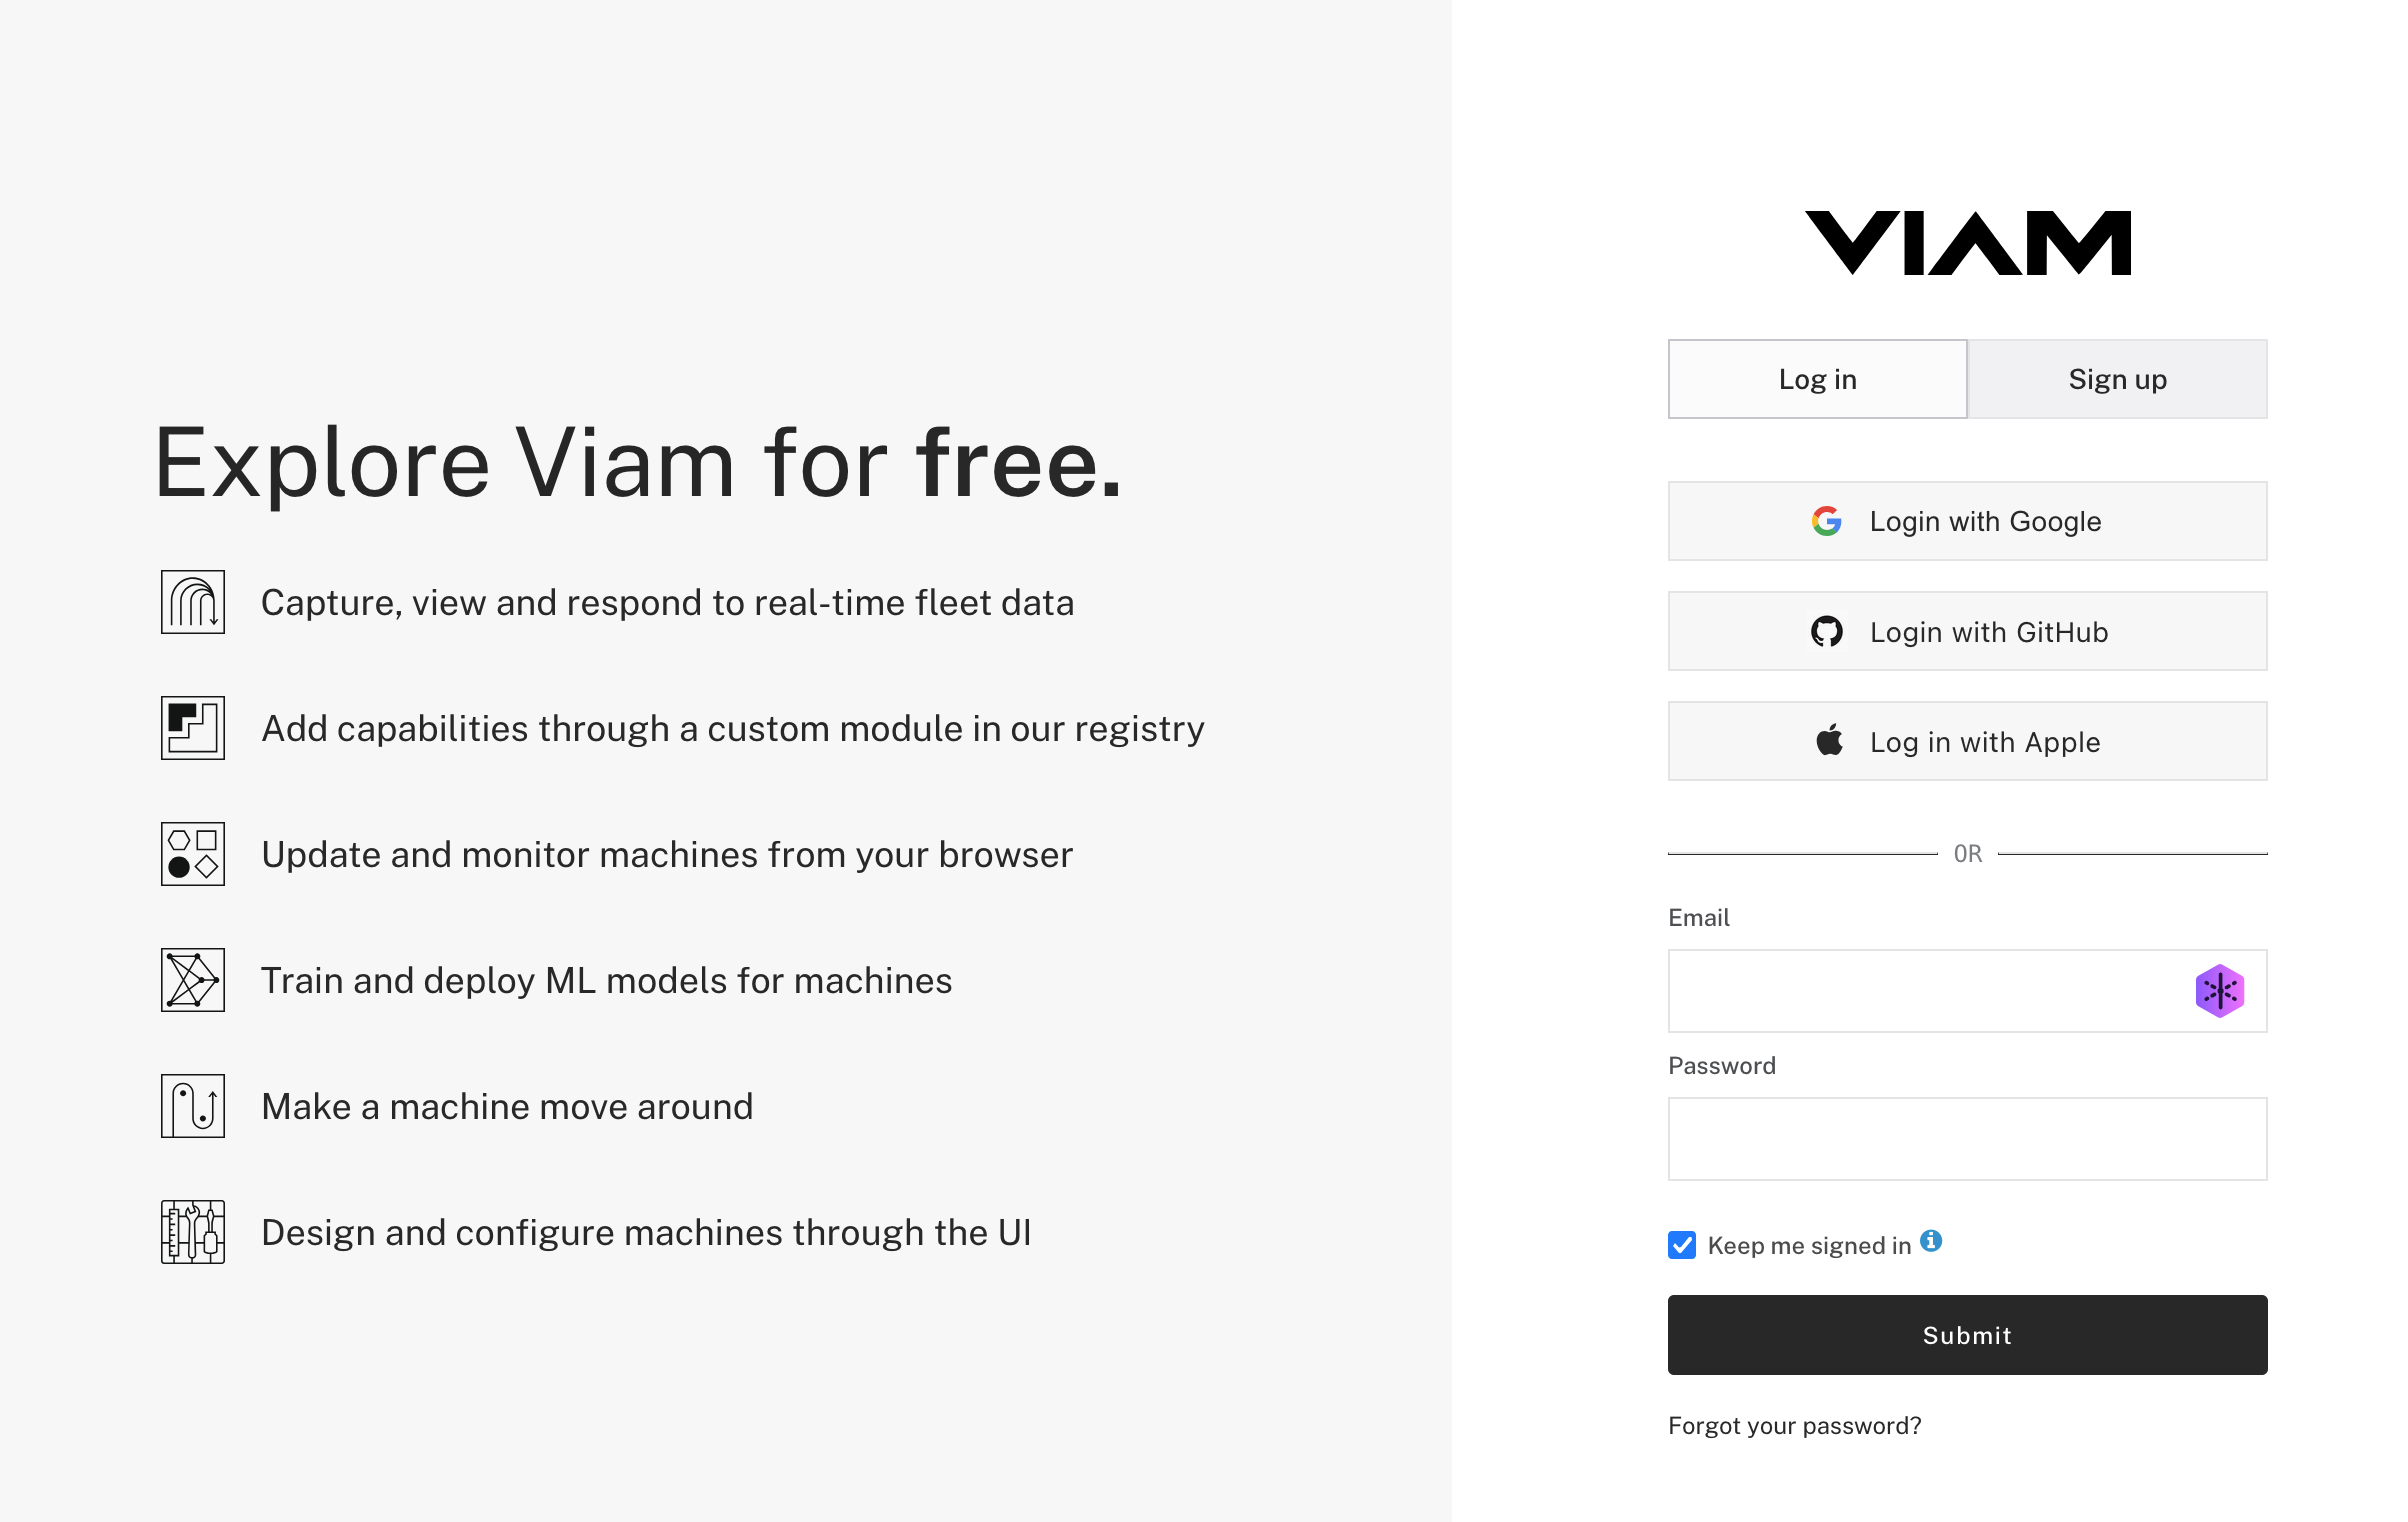 Explore Viam for free.
Capture, view and respond to real-time fleet data
Add capabilities through a custom module in our registry
Update and monitor machines from your browser
Train and deploy ML models for machines
Make a machine move around
Design and configure machines through the UI
VIAM
Log in
Sign up
Login with Google
Login with GitHub
Log in with Apple
OR
Email
Password
Keep me signed in
Submit
Forgot your password?